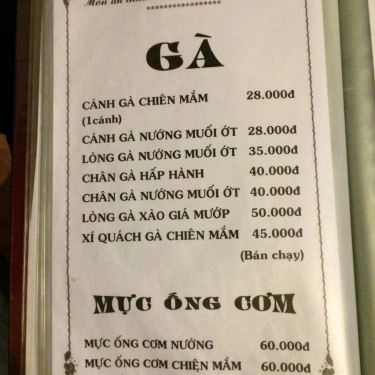 Món ăn
GÀ
CÁNH GÀ CHIÊN MẮM 28.000đ
(1cánh)
CÁNH GÀ NƯỚNG MUỐI ỚT 28.000đ
LÒNG GÀ NƯỚNG MUỐI ỚT 35.000đ
CHÂN GÀ HẤP HÀNH 40.000đ
CHÂN GÀ NƯỚNG MUỐI ỚT 40.000đ
LÒNG GÀ XÀO GIÁ MƯỚP 50.000đ
XÍ QUÁCH GÀ CHIÊN MẮM 45.000đ
(Bán chạy)
MỰC ỐNG CƠM
MỰC ỐNG CƠM NƯỚNG 60.000đ
MỰC ỐNG CƠM CHIÊN MẮM 60.000đ